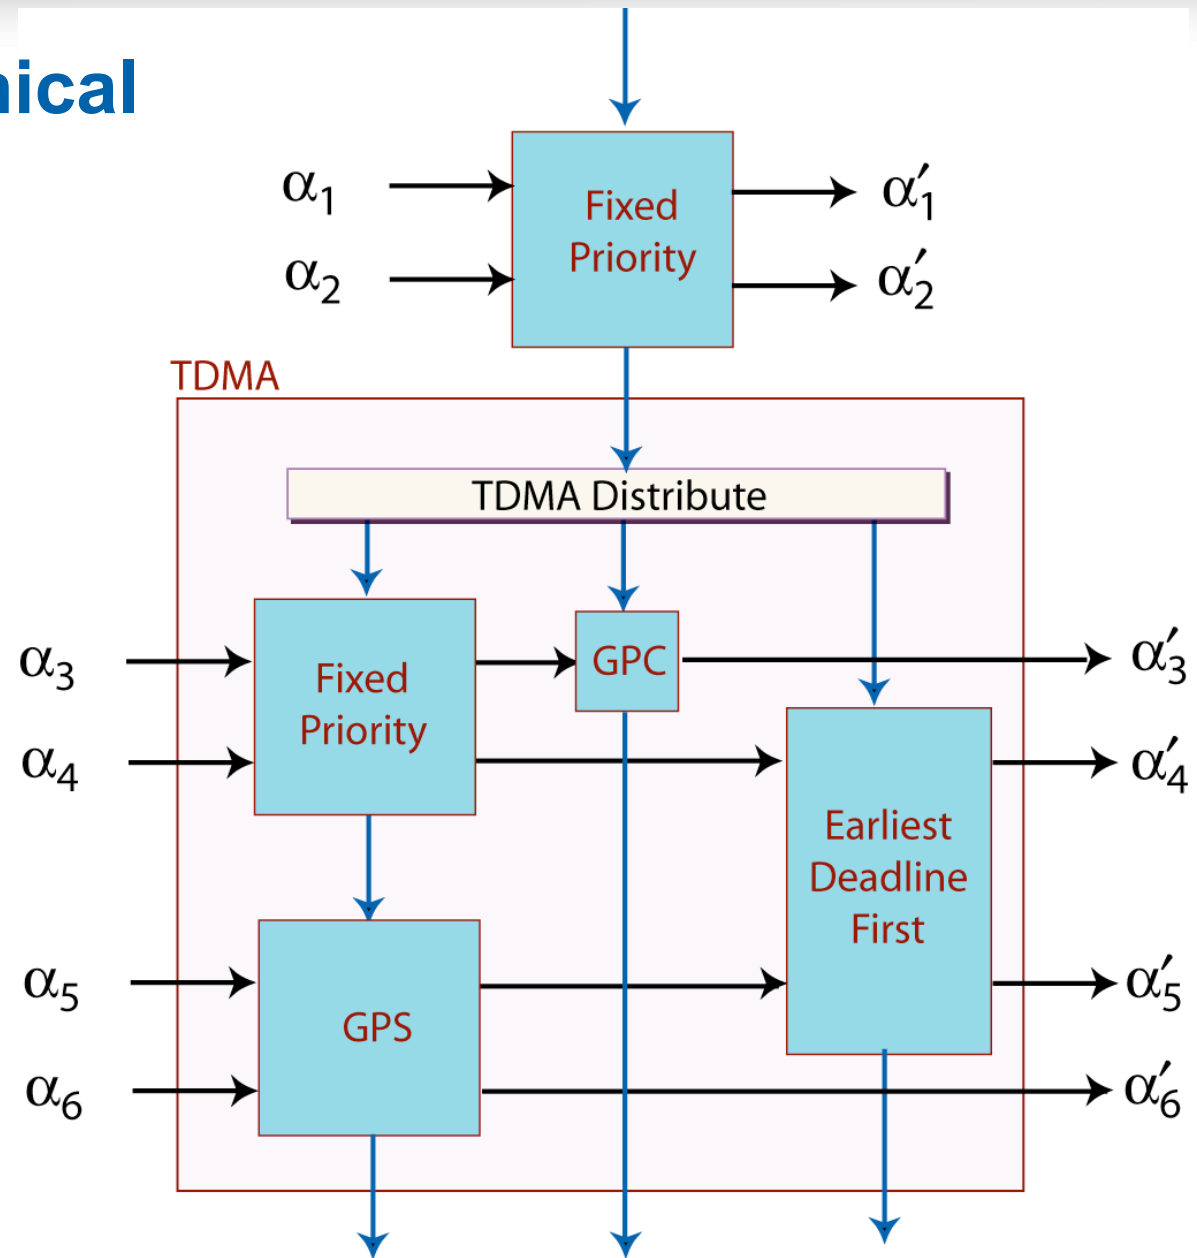 nical
α1
Fixed
Priority
α′1
α2
α′2
TDMA
TDMA Distribute
α3
Fixed
Priority
GPC
α′3
α4
α′4
Earliest
Deadline
First
α5
GPS
α′5
α6
α′6